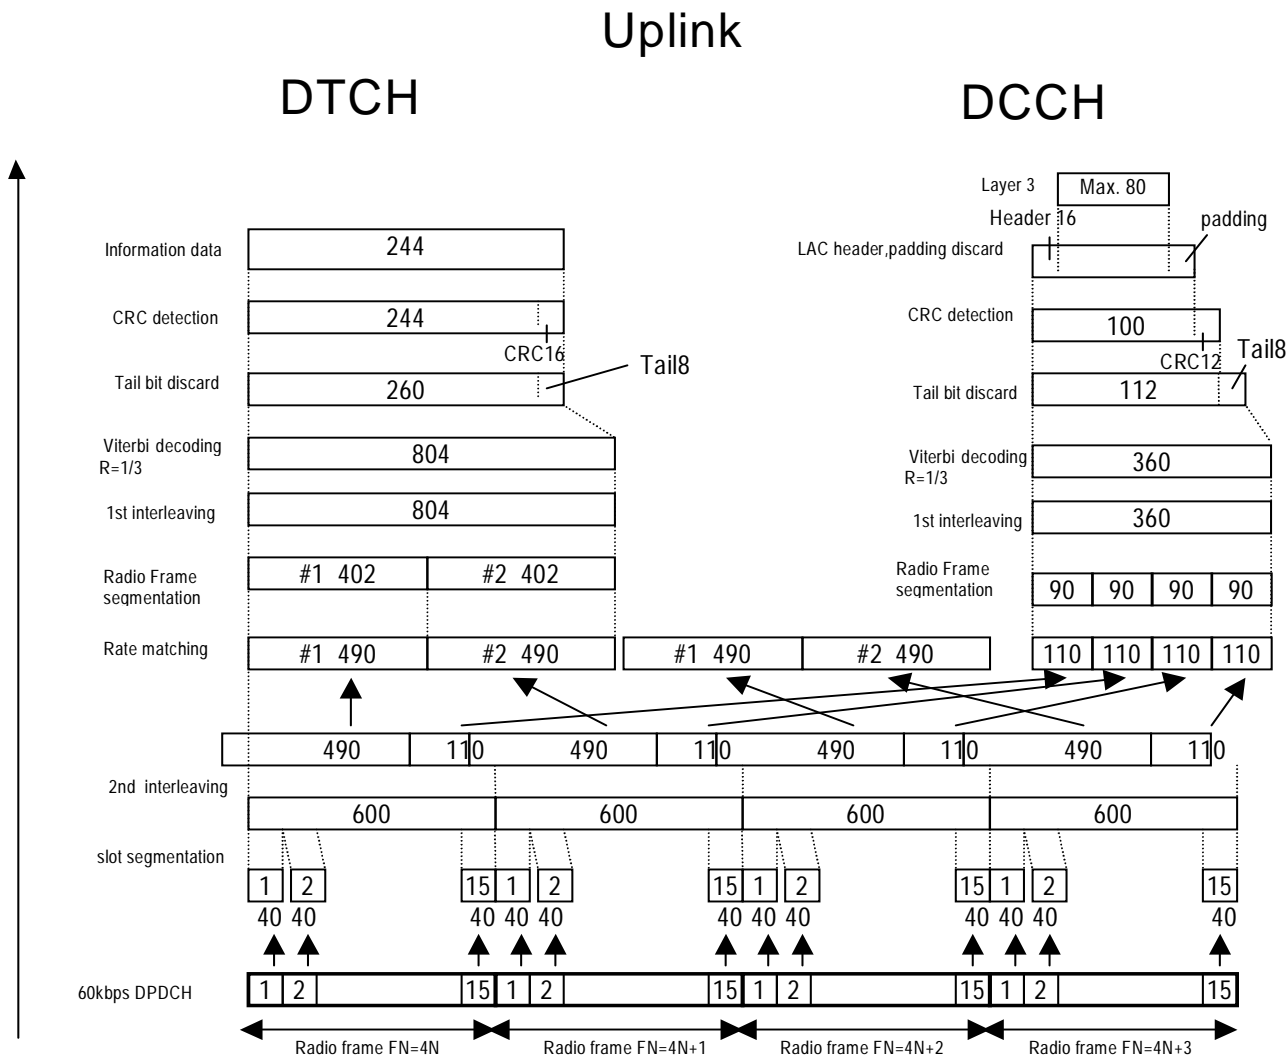 Uplink
DTCH
DCCH
Layer 3
Max. 80
Header 16
padding
Information data
244
LAC header,padding discard
CRC detection
244
CRC16
CRC detection
100
CRC12
Tail8
Tail8
Tail bit discard
260
Tail bit discard
112
Viterbi decoding
R=1/3
804
Viterbi decoding
R=1/3
360
1st interleaving
804
1st interleaving
360
Radio Frame
segmentation
#1 402
#2 402
Radio Frame
segmentation
90 90 90 90
Rate matching
#1 490
#2 490
#1 490
#2 490
110 110 110 110
490 110 490 110 490 110 490 110
2nd interleaving
600 600 600 600
slot segmentation
1 2 15 1 2 15 1 2 15 1 2 15
40 40 40 40 40 40 40 40 40 40 40 40
60kbps DPDCH
1 2 15 1 2 15 1 2 15 1 2 15
Radio frame FN=4N
Radio frame FN=4N+1
Radio frame FN=4N+2
Radio frame FN=4N+3